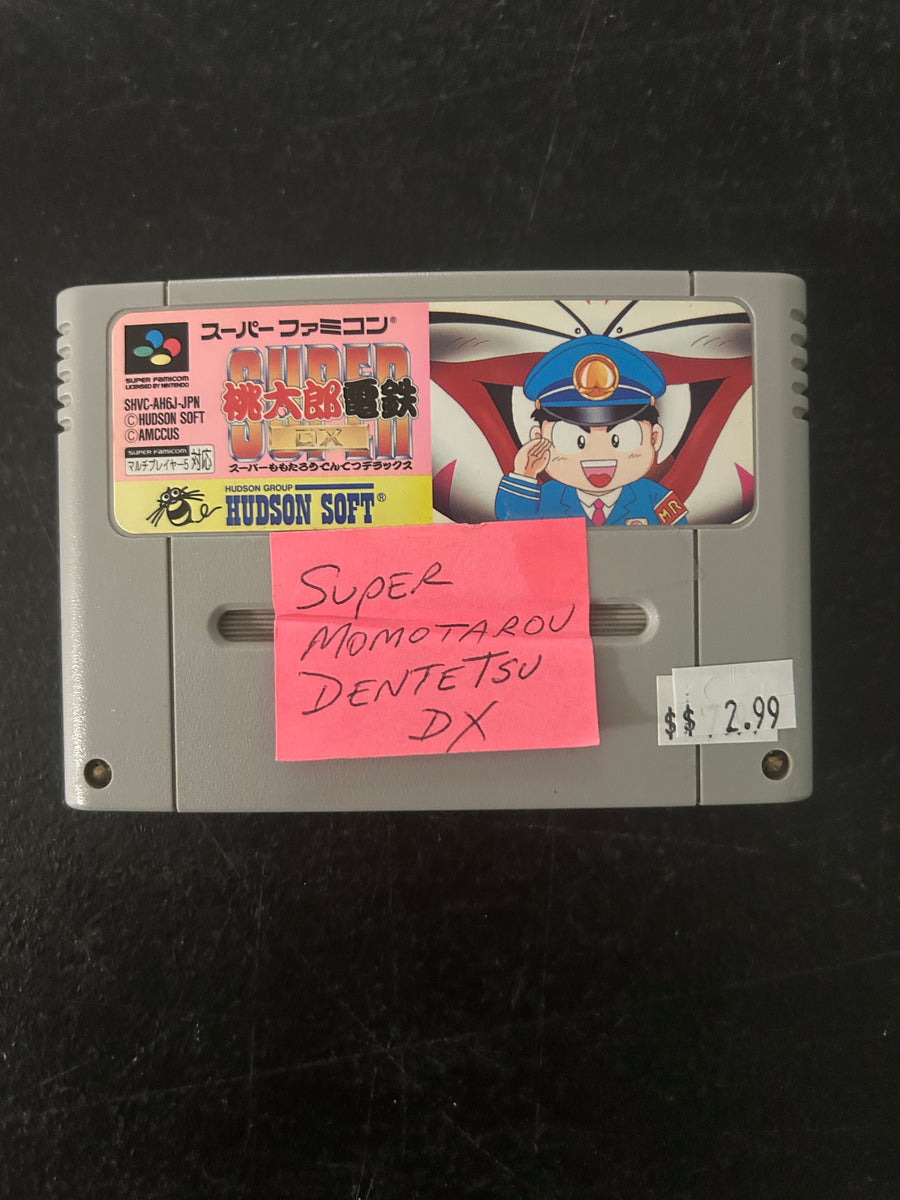 スーパーファミコン®
SUPER FAMICOM
LICENSED BY NINTENDO
SHVC-AH6J-JPN
©HUDSON SOFT
©AMCCUS
SUPER FAMICOM
マルチプレイヤー5対応
SUPER
桃太郎電鉄
DX
SUPER
スーパーももたろうでんてつデラックス
HUDSON GROUP
HUDSON SOFT®
MR
SUPER
MOMOTAROU
DENTETSU
DX
$$ 2.99